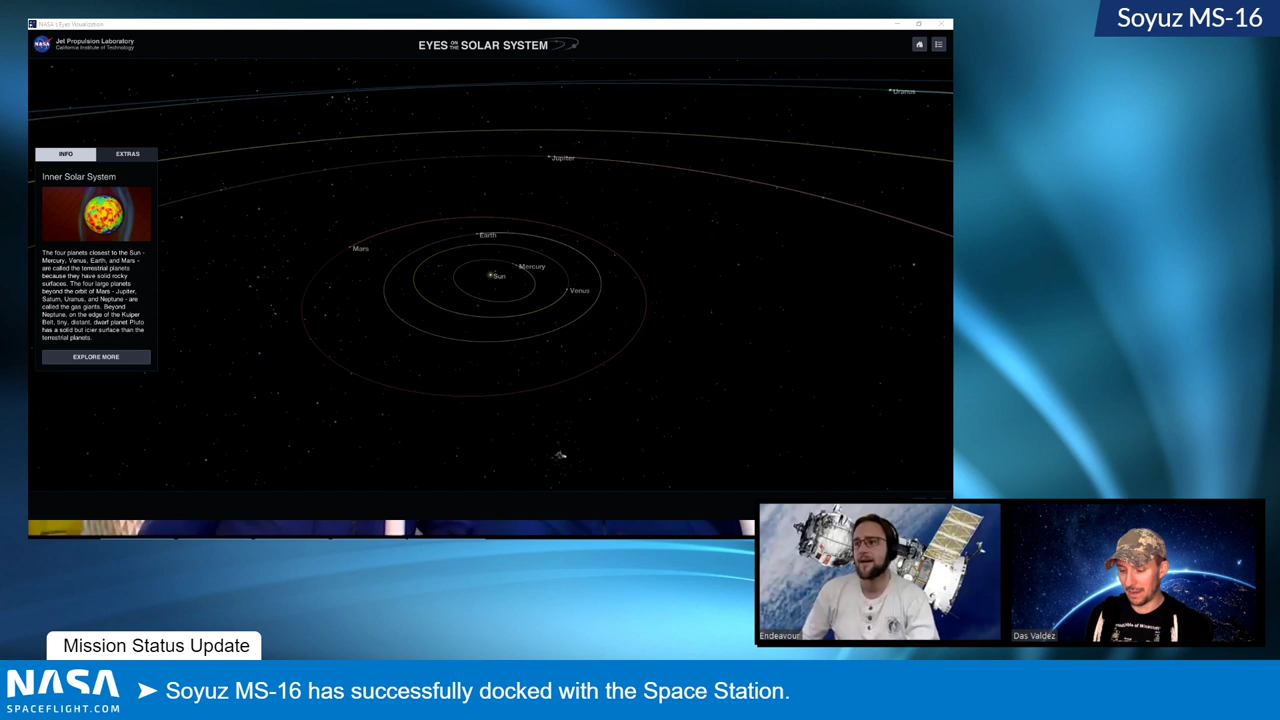 Soyuz MS-16
NASA's Eyes Visualization
NASA
Jet Propulsion Laboratory
California Institute of Technology
EYES ON THE SOLAR SYSTEM
Uranus
INFO
EXTRAS
Jupiter
Inner Solar System
Earth
Mars
Mercury
Sun
Venus
The four planets closest to the Sun -
Mercury, Venus, Earth, and Mars -
are called the terrestrial planets
because they have solid rocky
surfaces. The four large planets
beyond the orbit of Mars - Jupiter,
Saturn, Uranus, and Neptune - are
called the gas giants. Beyond
Neptune, on the edge of the Kuiper
Belt, tiny, distant, dwarf planet Pluto
has a solid but icier surface than the
terrestrial planets.
EXPLORE MORE
Endeavour
Das Valdez
Mission Status Update
NASA
SPACEFLIGHT.COM
➤ Soyuz MS-16 has successfully docked with the Space Station.